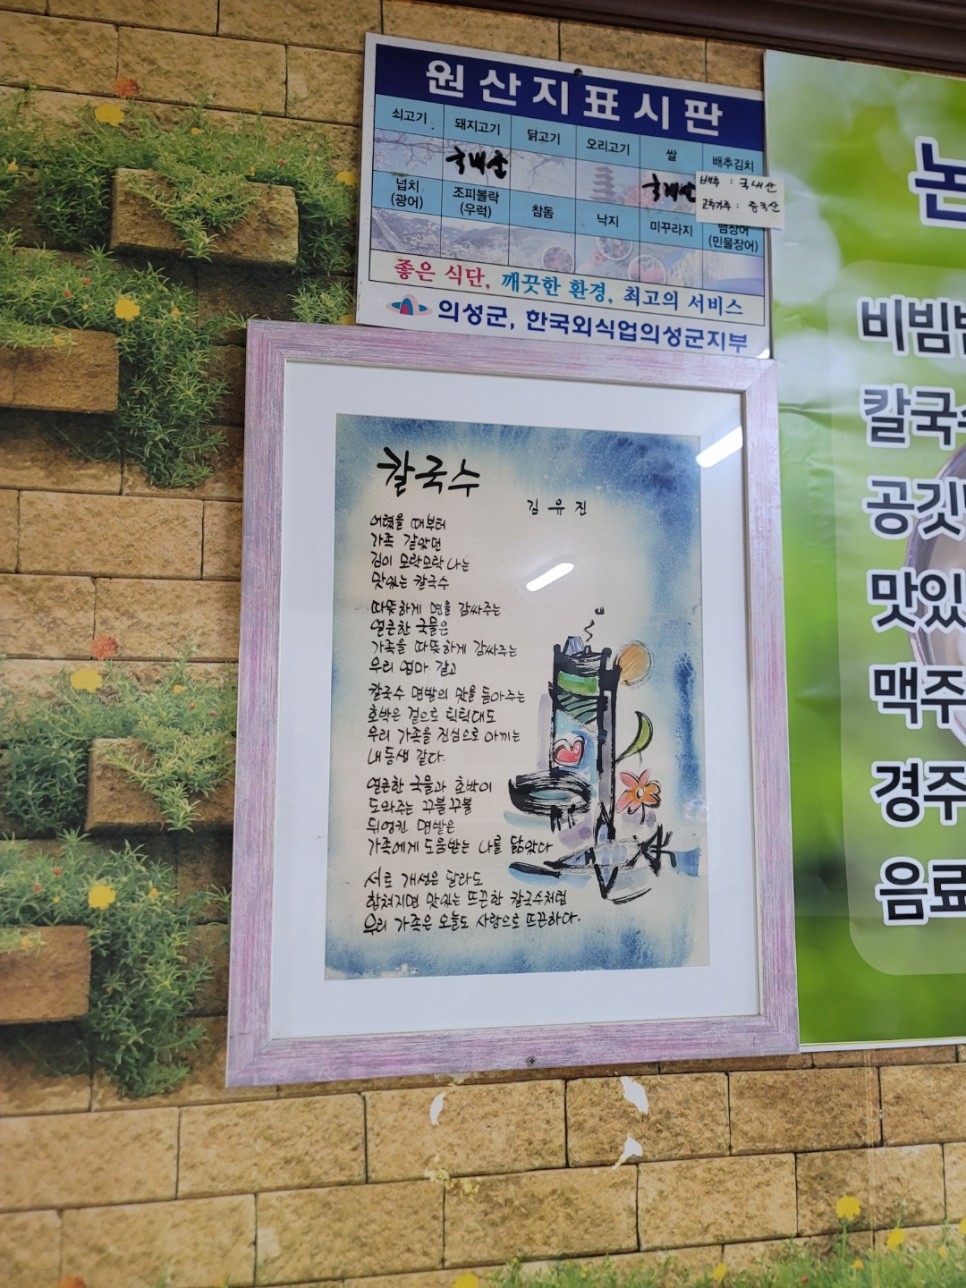 원산지표시판
쇠고기 돼지고기 닭고기 오리고기 쌀 배추김치
국내산 국내산
배추 : 국내산
고춧가루 : 중국산
넙치 조피볼락 참돔 낙지 미꾸라지 뱀장어
(광어) (우럭) (민물장어)
좋은 식단, 깨끗한 환경, 최고의 서비스
의성군, 한국외식업의성군지부
칼국수
김유진
어렸을 때부터
가족 같았던
김이 모락모락 나는
맛있는 칼국수
따뜻하게 면을 감싸주는
얼큰한 국물은
가족을 따뜻하게 감싸주는
우리 엄마 같고
칼국수 면발의 맛을 돋아주는
호박은 겉으로 틱틱대도
우리 가족을 진심으로 아끼는
내 동생 같다.
얼큰한 국물과 호박이
도와주는 꾸불꾸불
뒤엉킨 면발은
가족에게 도움받는 나를 닮았다
서로 개성은 달라도
합쳐지면 맛있는 뜨끈한 칼국수처럼
우리 가족은 오늘도 사랑으로 뜨끈하다.
논
비빔
칼국수
공깃
맛있
맥주
경주
음료